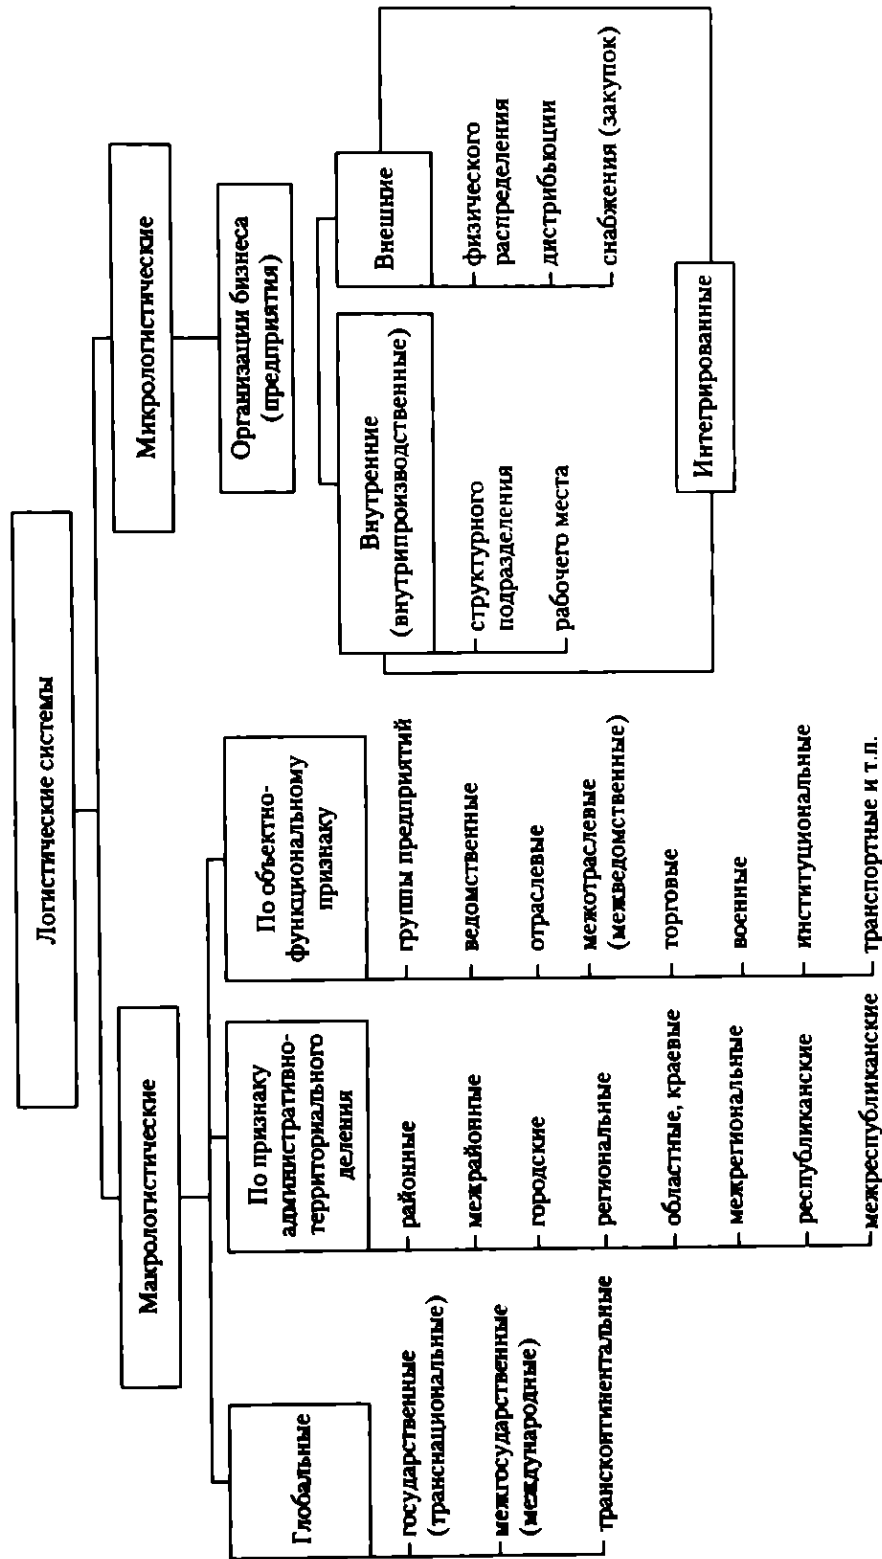 Логистические системы
Макрологистические
Микрологистические
Глобальные
государственные
(транснациональные)
межгосударственные
(международные)
трансконтинентальные
По признаку
административно-
территориального
деления
районные
межрайонные
городские
региональные
областные, краевые
межрегиональные
республиканские
межреспубликанские
По объектно-
функциональному
признаку
группы предприятий
ведомственные
отраслевые
межотраслевые
(межведомственные)
торговые
военные
институциональные
транспортные и т.п.
Организации бизнеса
(предприятия)
Внутренние
(внутрипроизводственные)
структурного
подразделения
рабочего места
Внешние
физического
распределения
дистрибьюции
снабжения (закупок)
Интегрированные